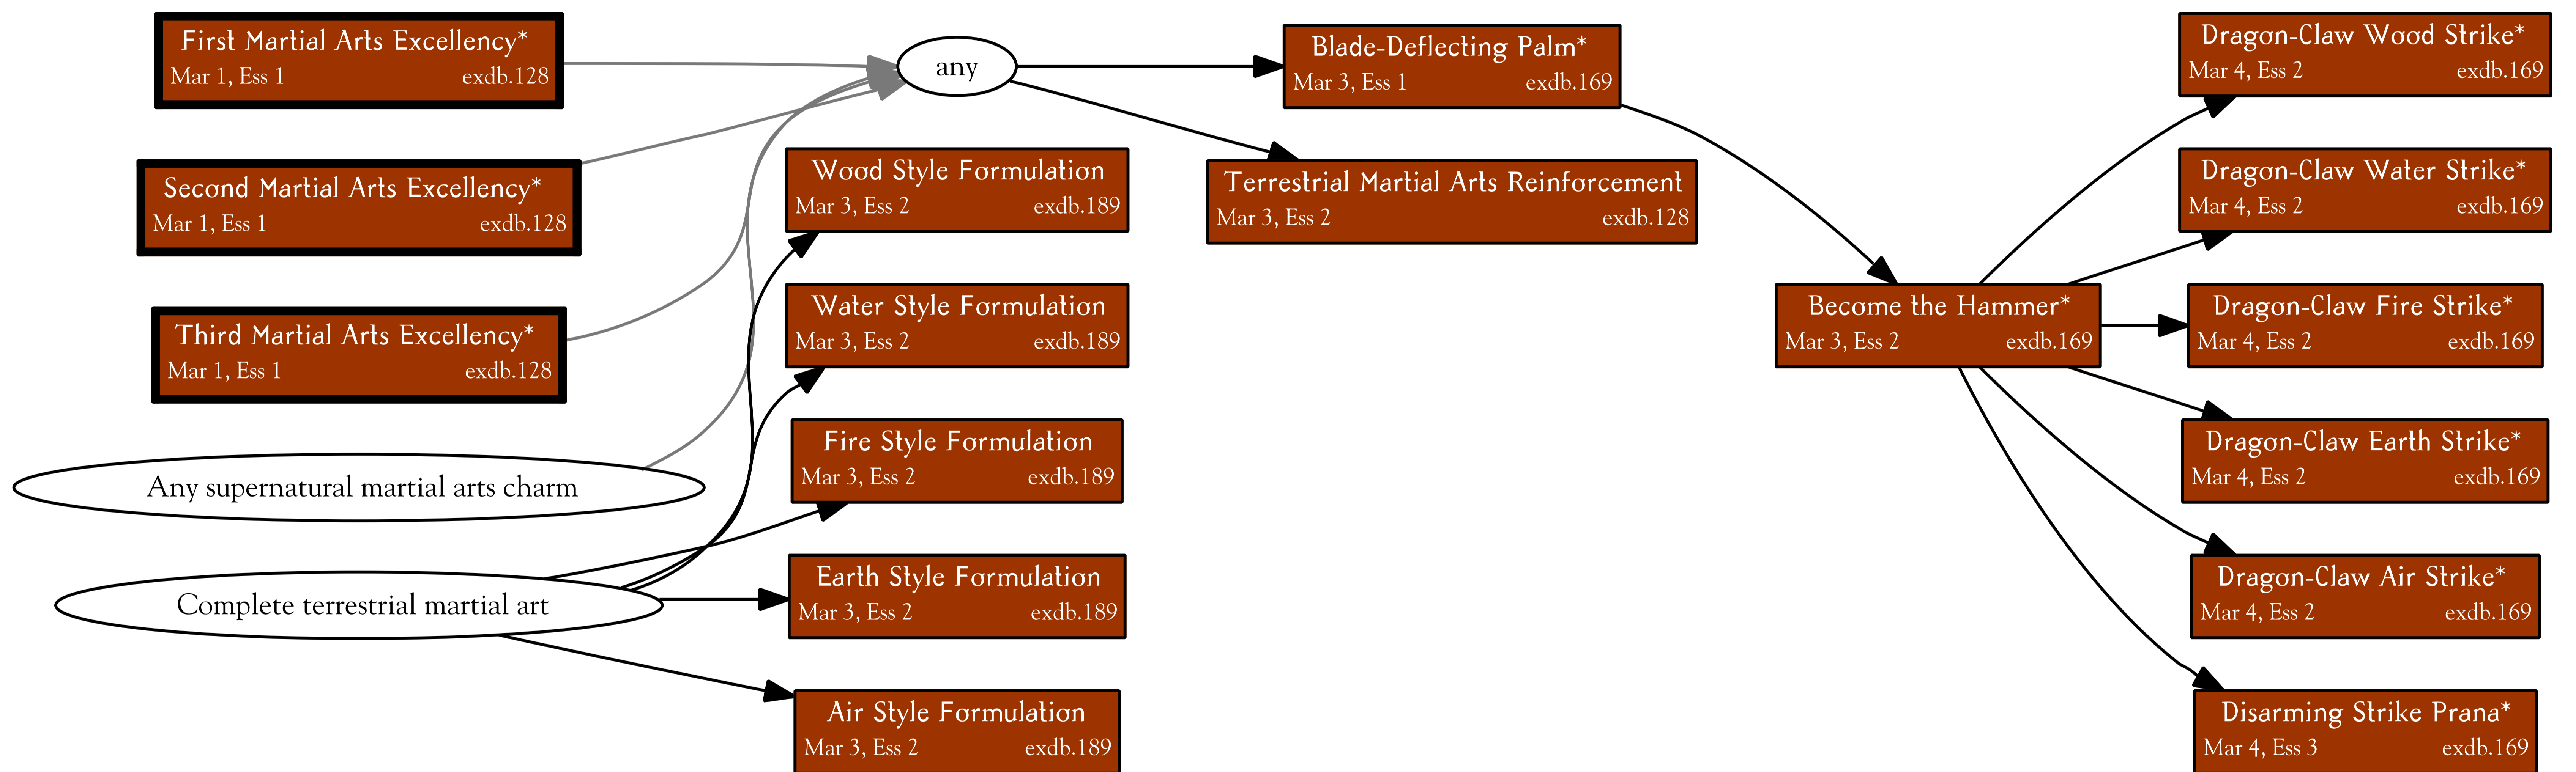 First Martial Arts Excellency*
Mar 1, Ess 1 exdb.128
Second Martial Arts Excellency*
Mar 1, Ess 1 exdb.128
Third Martial Arts Excellency*
Mar 1, Ess 1 exdb.128
Any supernatural martial arts charm
Complete terrestrial martial art
any
Wood Style Formulation
Mar 3, Ess 2 exdb.189
Water Style Formulation
Mar 3, Ess 2 exdb.189
Fire Style Formulation
Mar 3, Ess 2 exdb.189
Earth Style Formulation
Mar 3, Ess 2 exdb.189
Air Style Formulation
Mar 3, Ess 2 exdb.189
Blade-Deflecting Palm*
Mar 3, Ess 1 exdb.169
Terrestrial Martial Arts Reinforcement
Mar 3, Ess 2 exdb.128
Become the Hammer*
Mar 3, Ess 2 exdb.169
Dragon-Claw Wood Strike*
Mar 4, Ess 2 exdb.169
Dragon-Claw Water Strike*
Mar 4, Ess 2 exdb.169
Dragon-Claw Fire Strike*
Mar 4, Ess 2 exdb.169
Dragon-Claw Earth Strike*
Mar 4, Ess 2 exdb.169
Dragon-Claw Air Strike*
Mar 4, Ess 2 exdb.169
Disarming Strike Prana*
Mar 4, Ess 3 exdb.169